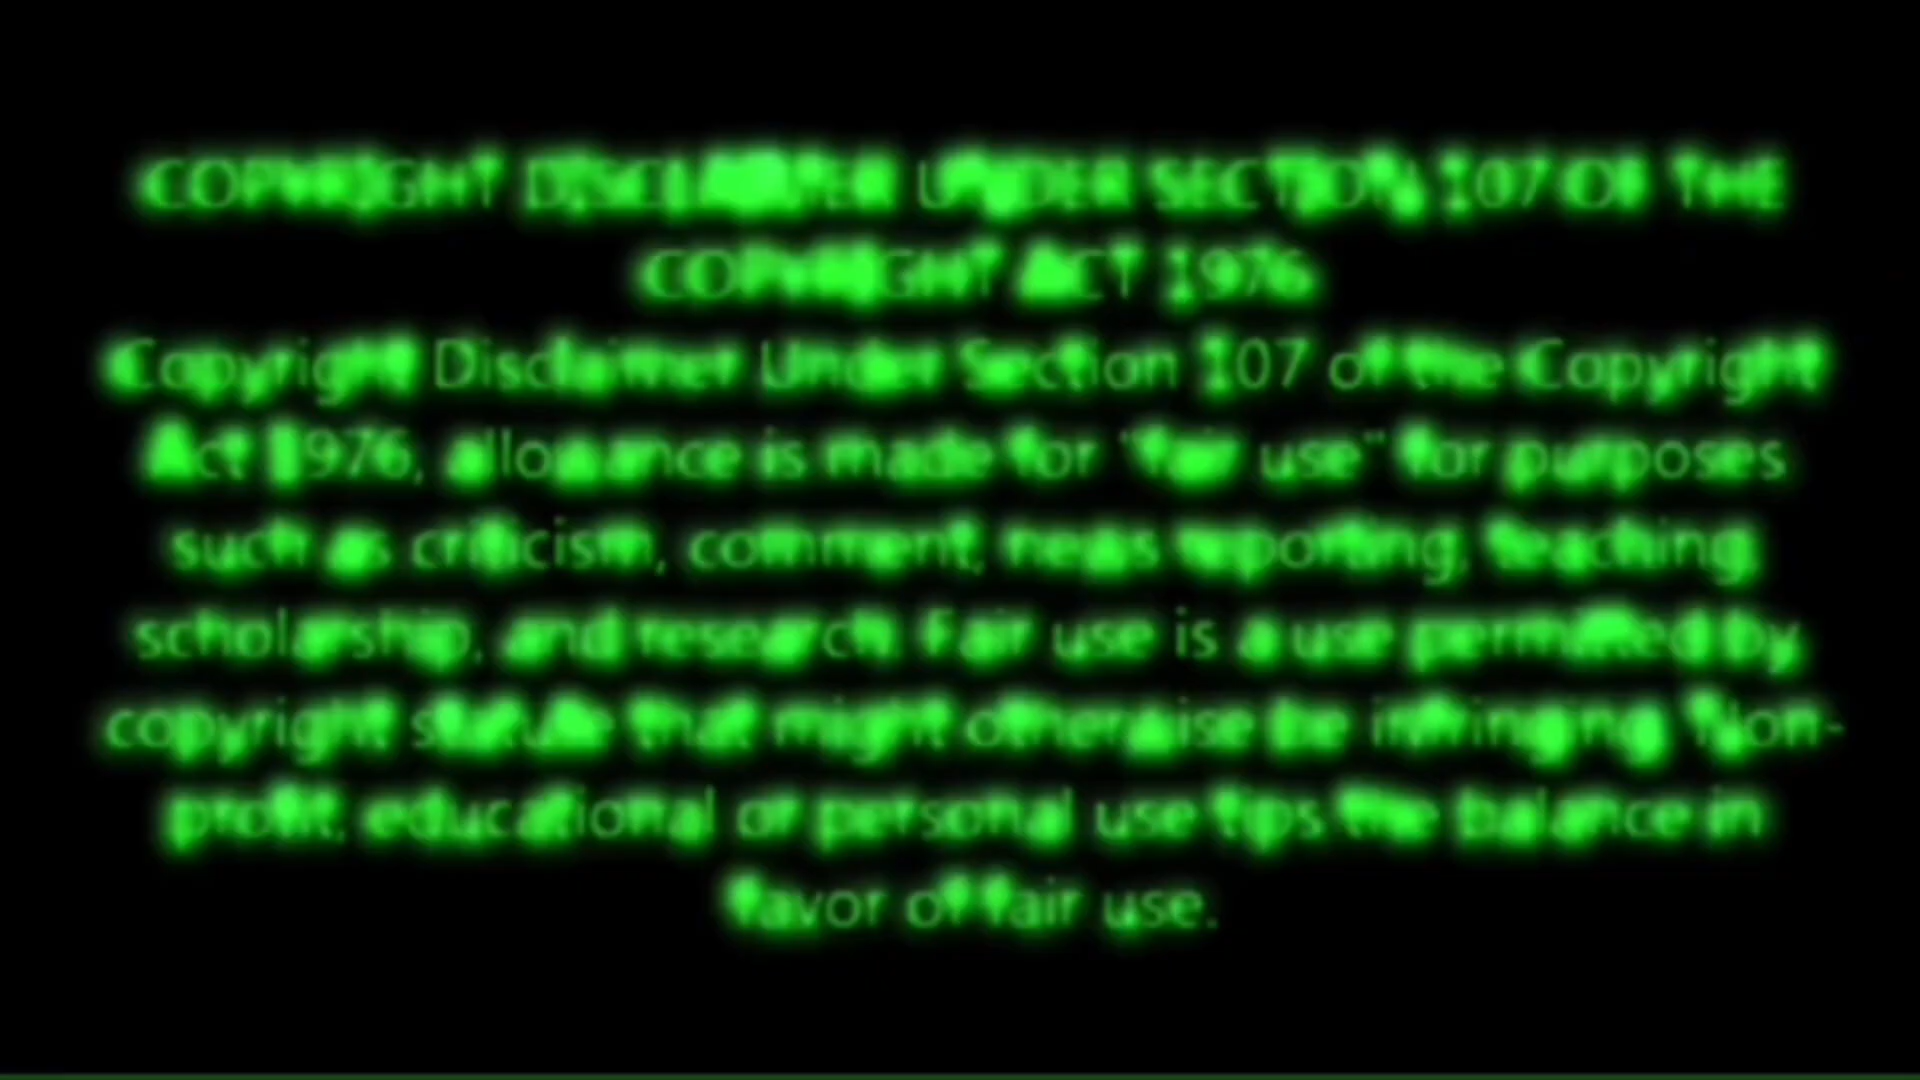 COPYRIGHT DISCLAIMER UNDER SECTION 107 OF THE
COPYRIGHT ACT 1976
Copyright Disclaimer Under Section 107 of the Copyright
Act 1976, allowance is made for "fair use" for purposes
such as criticism, comment, news reporting, teaching,
scholarship, and research. Fair use is a use permitted by
copyright statute that might otherwise be infringing. Non-
profit, educational or personal use tips the balance in
favor of fair use.